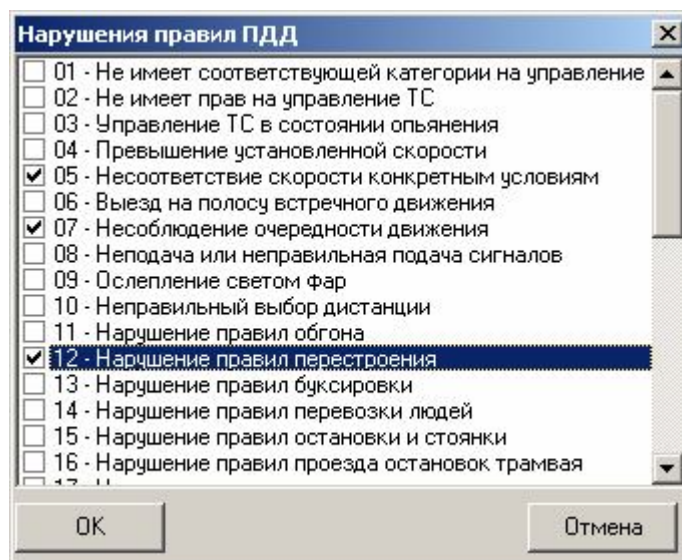 Нарушения правил ПДД
01 - Не имеет соответствующей категории на управление
02 - Не имеет прав на управление ТС
03 - Управление ТС в состоянии опьянения
04 - Превышение установленной скорости
05 - Несоответствие скорости конкретным условиям
06 - Выезд на полосу встречного движения
07 - Несоблюдение очередности движения
08 - Неподача или неправильная подача сигналов
09 - Ослепление светом фар
10 - Неправильный выбор дистанции
11 - Нарушение правил обгона
12 - Нарушение правил перестроения
13 - Нарушение правил буксировки
14 - Нарушение правил перевозки людей
15 - Нарушение правил остановки и стоянки
16 - Нарушение правил проезда остановок трамвая
OK
Отмена